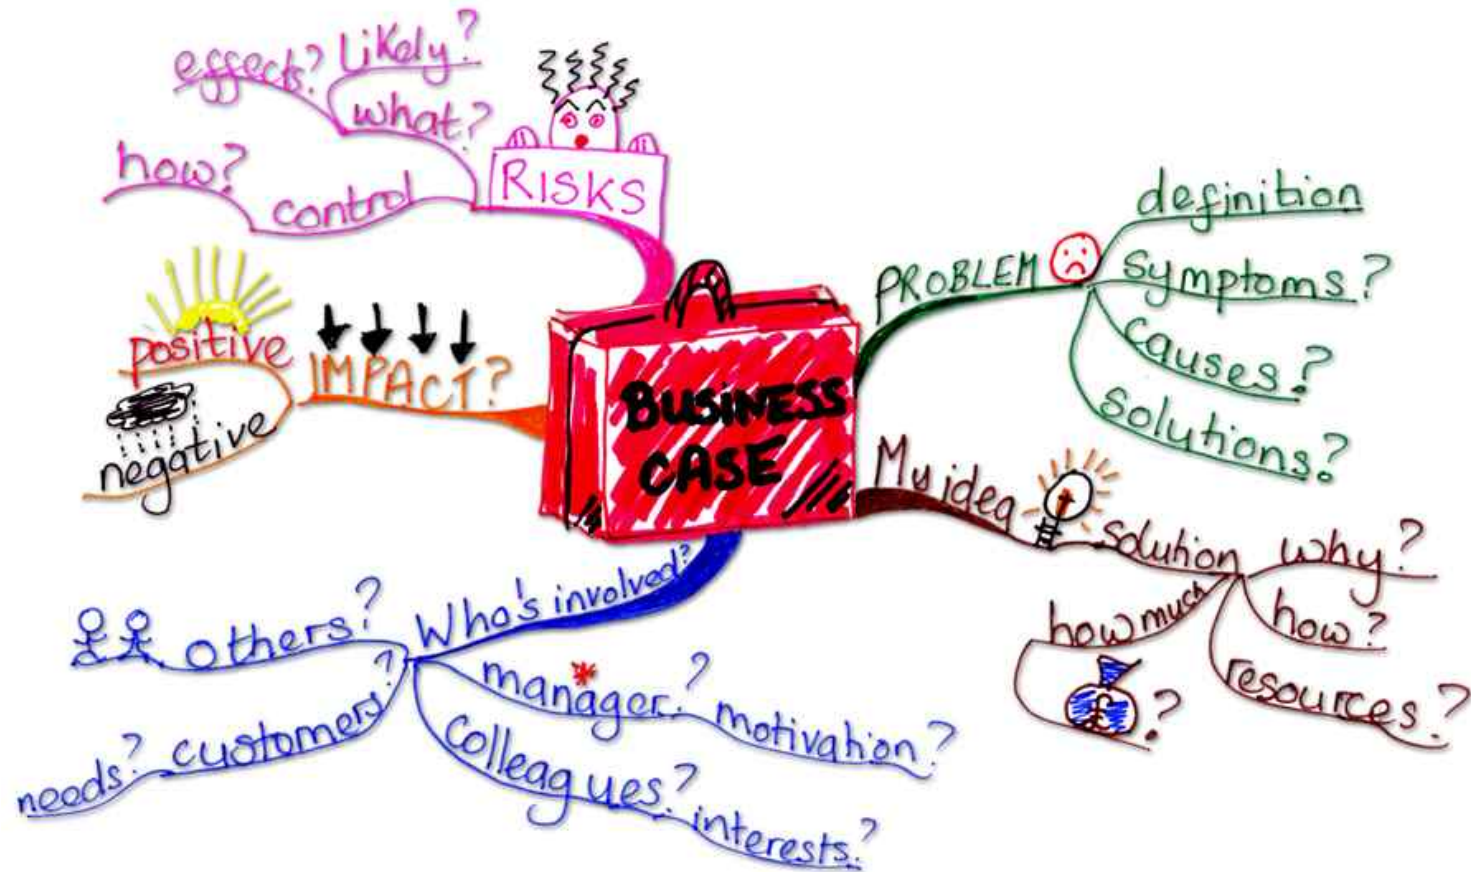 effects? Likely?
what?
how?
control
RISKS
positive
negative
IMPACT?
BUSINESS
CASE
PROBLEM
definition
symptoms?
causes?
solutions?
My idea
solution
why?
how?
resources?
how much
£ ?
Who's involved?
manager?
motivation?
colleagues?
interests?
customers?
needs?
others?